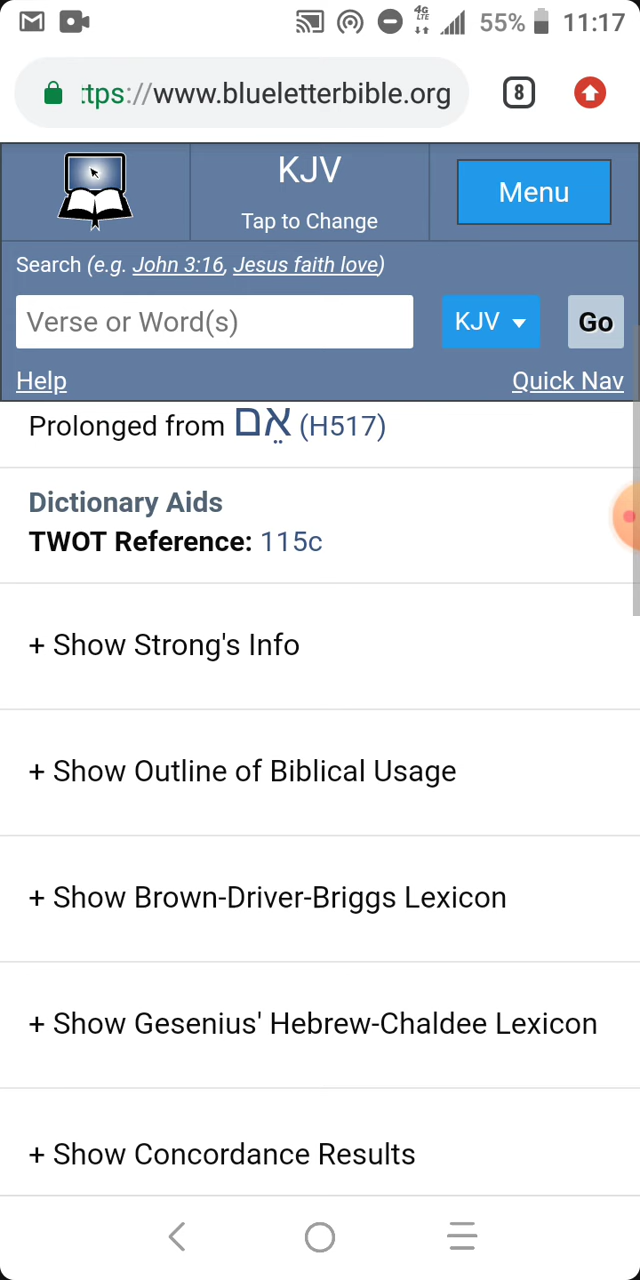 4G
LTE
55%
11:17
ttps://www.blueletterbible.org
8
KJV
Tap to Change
Menu
Search (e.g. John 3:16, Jesus faith love)
Verse or Word(s)
KJV
Go
Help
Quick Nav
Prolonged from אֵם (H517)
Dictionary Aids
TWOT Reference: 115c
+ Show Strong's Info
+ Show Outline of Biblical Usage
+ Show Brown-Driver-Briggs Lexicon
+ Show Gesenius' Hebrew-Chaldee Lexicon
+ Show Concordance Results